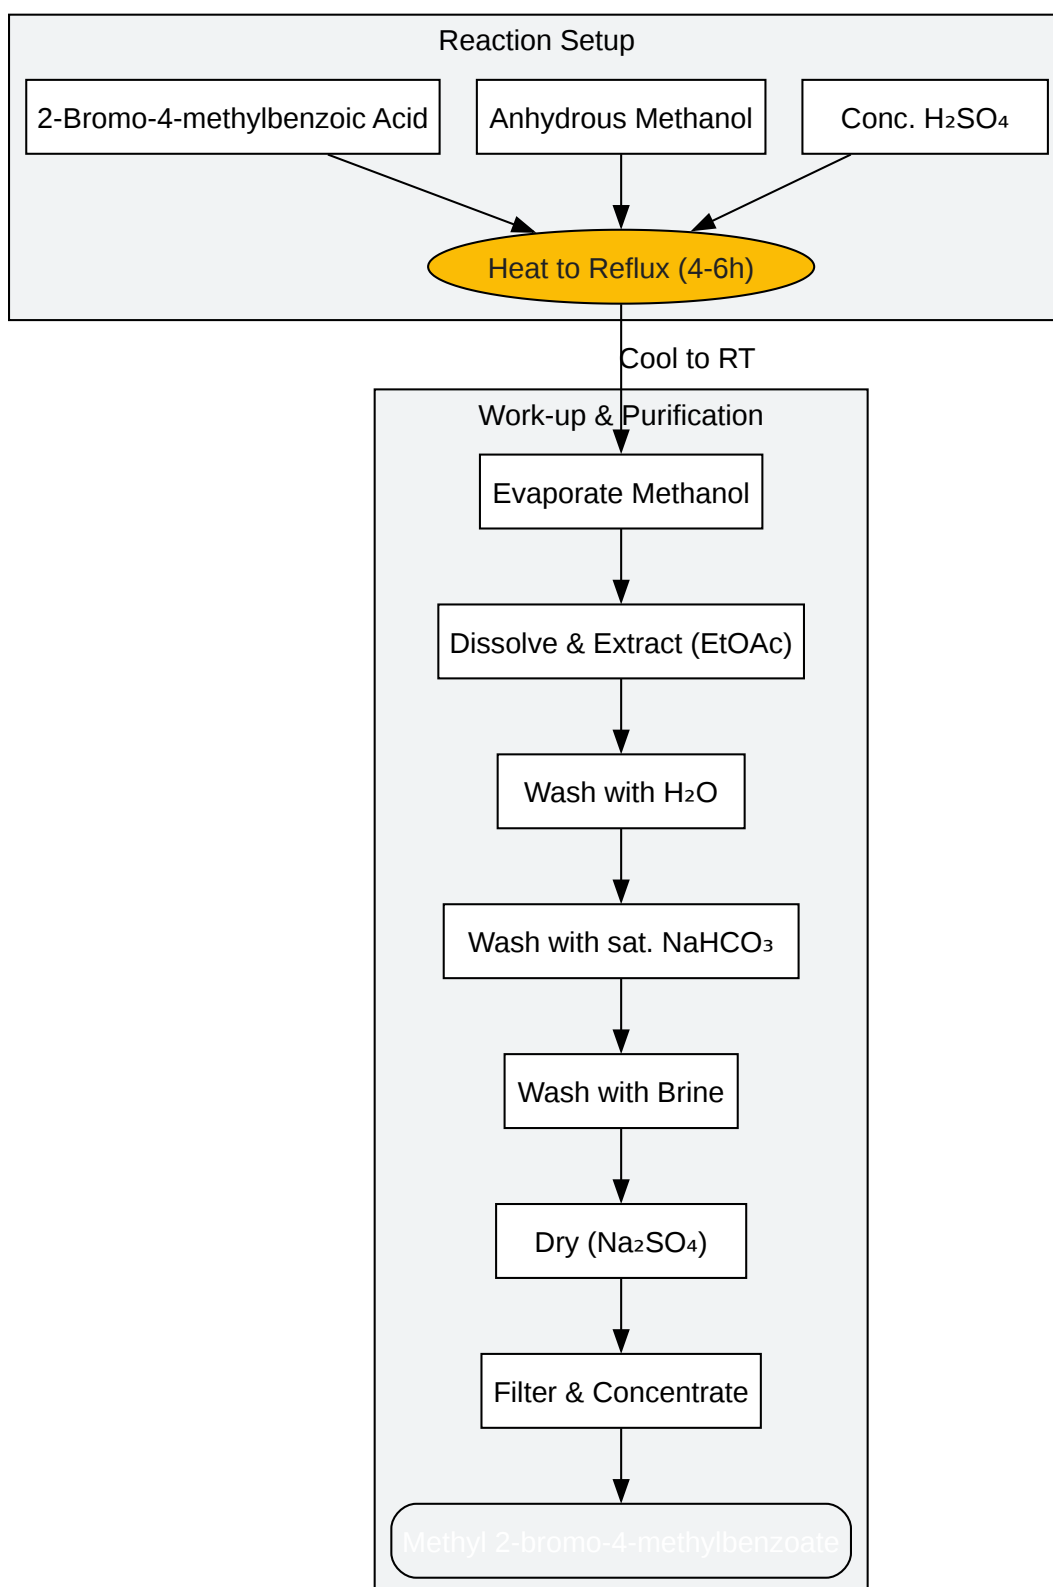 Reaction Setup
2-Bromo-4-methylbenzoic Acid
Anhydrous Methanol
Conc. H₂SO₄
Heat to Reflux (4-6h)
Cool to RT
Work-up & Purification
Evaporate Methanol
Dissolve & Extract (EtOAc)
Wash with H₂O
Wash with sat. NaHCO₃
Wash with Brine
Dry (Na₂SO₄)
Filter & Concentrate
Methyl 2-bromo-4-methylbenzoate